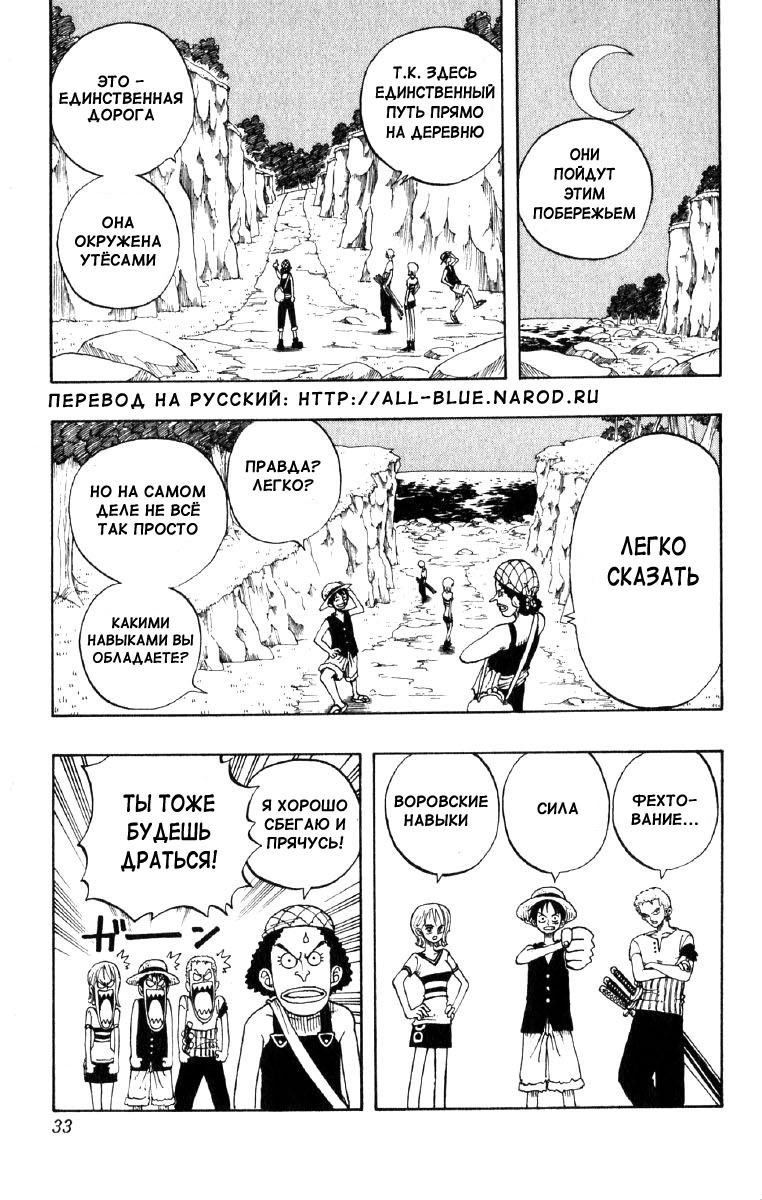 ОНИ
ПОЙДУТ
ЭТИМ
ПОБЕРЕЖЬЕМ
Т.К. ЗДЕСЬ
ЕДИНСТВЕННЫЙ
ПУТЬ ПРЯМО
НА ДЕРЕВНЮ
ЭТО -
ЕДИНСТВЕННАЯ
ДОРОГА
ОНА
ОКРУЖЕНА
УТЁСАМИ
ПЕРЕВОД НА РУССКИЙ: HTTP://ALL-BLUE.NAROD.RU
ЛЕГКО
СКАЗАТЬ
ПРАВДА?
ЛЕГКО?
НО НА САМОМ
ДЕЛЕ НЕ ВСЁ
ТАК ПРОСТО
КАКИМИ
НАВЫКАМИ ВЫ
ОБЛАДАЕТЕ?
ФЕХТО-
ВАНИЕ...
СИЛА
ВОРОВСКИЕ
НАВЫКИ
Я ХОРОШО
СБЕГАЮ И
ПРЯЧУСЬ!
ТЫ ТОЖЕ
БУДЕШЬ
ДРАТЬСЯ!
ガーン
33